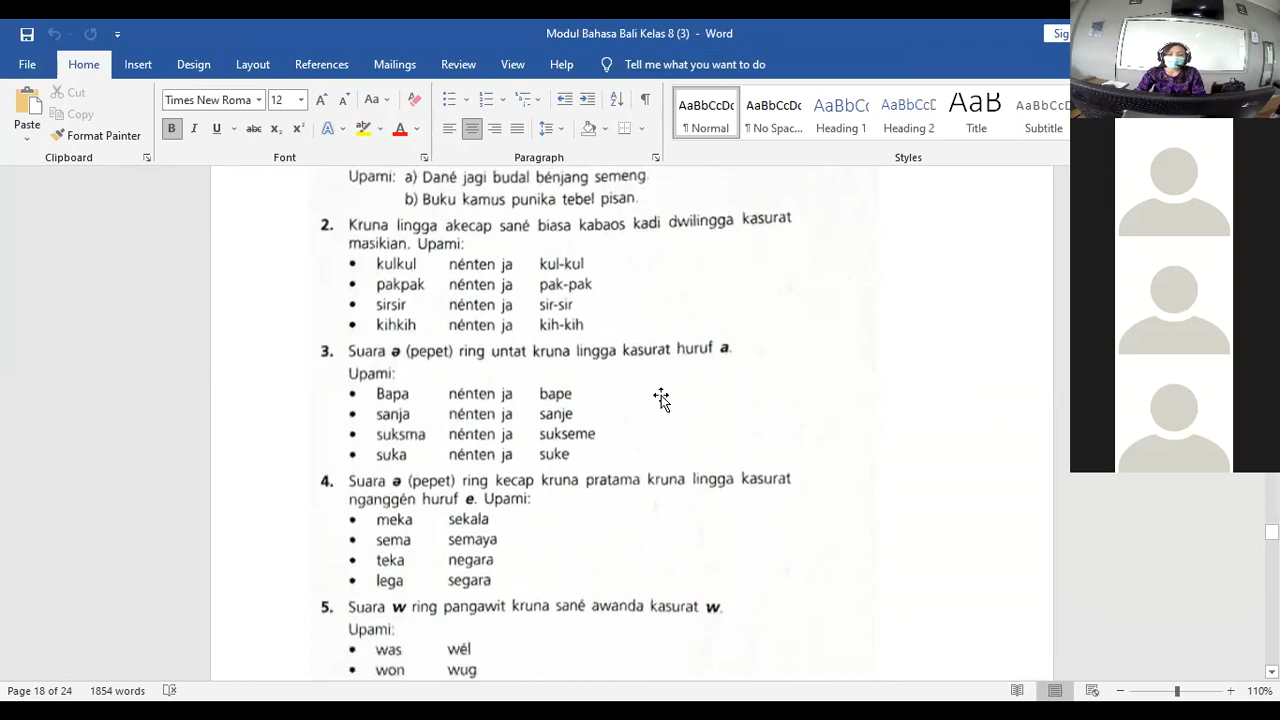 Modul Bahasa Bali Kelas 8 (3) - Word
Sig
File Home Insert Design Layout References Mailings Review View Help Tell me what you want to do
Paste
Cut
Copy
Format Painter
Times New Roma 12
AaBbCcDc AaBbCcDc AaBbCcD AaBbCcD AaB AaBbCcDc
¶ Normal ¶ No Spac... Heading 1 Heading 2 Title Subtitle
Clipboard Font Paragraph Styles
Upami: a) Dané jagi budal bénjang semeng.
b) Buku kamus punika tebel pisan.
2. Kruna lingga akecap sané biasa kabaos kadi dwilingga kasurat
masikian. Upami:
• kulkul nénten ja kul-kul
• pakpak nénten ja pak-pak
• sirsir nénten ja sir-sir
• kihkih nénten ja kih-kih
3. Suara ə (pepet) ring untat kruna lingga kasurat huruf a.
Upami:
• Bapa nénten ja bape
• sanja nénten ja sanje
• suksma nénten ja sukseme
• suka nénten ja suke
4. Suara ə (pepet) ring kecap kruna pratama kruna lingga kasurat
nganggén huruf e. Upami:
• meka sekala
• sema semaya
• teka negara
• lega segara
5. Suara w ring pangawit kruna sané awanda kasurat w.
Upami:
• was wél
• won wug
Page 18 of 24 1854 words 110%